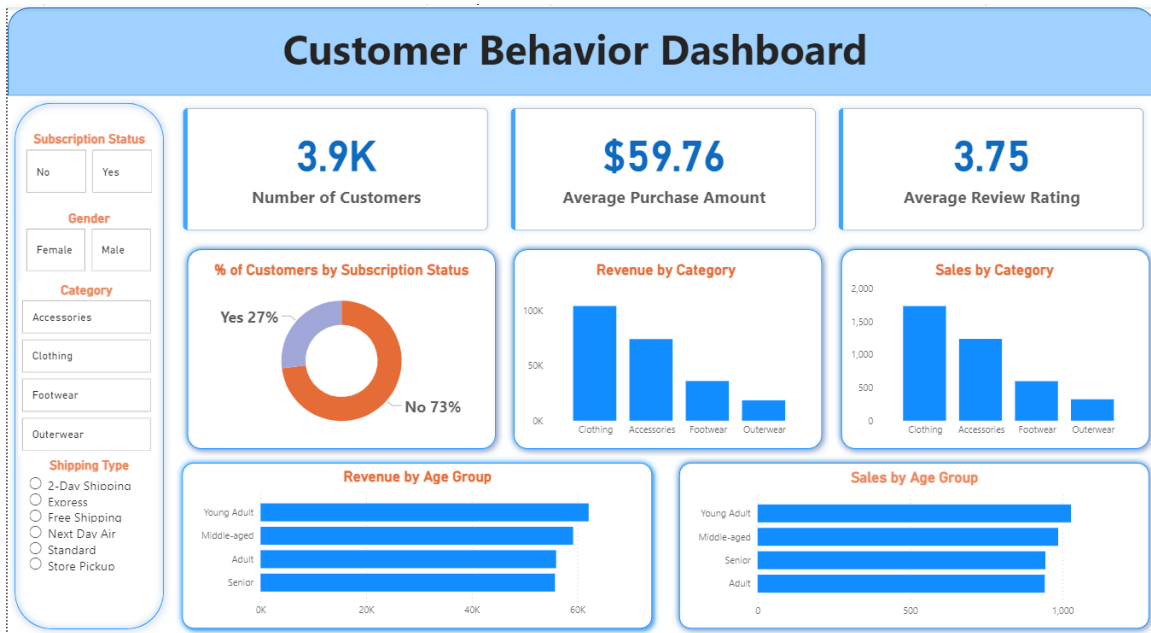 Customer Behavior Dashboard
Subscription Status
No
Yes
Gender
Female
Male
Category
Accessories
Clothing
Footwear
Outerwear
Shipping Type
2-Day Shipping
Express
Free Shipping
Next Day Air
Standard
Store Pickup
3.9K
Number of Customers
$59.76
Average Purchase Amount
3.75
Average Review Rating
% of Customers by Subscription Status
Yes 27%
No 73%
Revenue by Category
100K
50K
0K
Clothing
Accessories
Footwear
Outerwear
Sales by Category
2,000
1,500
1,000
500
0
Clothing
Accessories
Footwear
Outerwear
Revenue by Age Group
Young Adult
Middle-aged
Adult
Senior
0K
20K
40K
60K
Sales by Age Group
Young Adult
Middle-aged
Senior
Adult
0
500
1,000